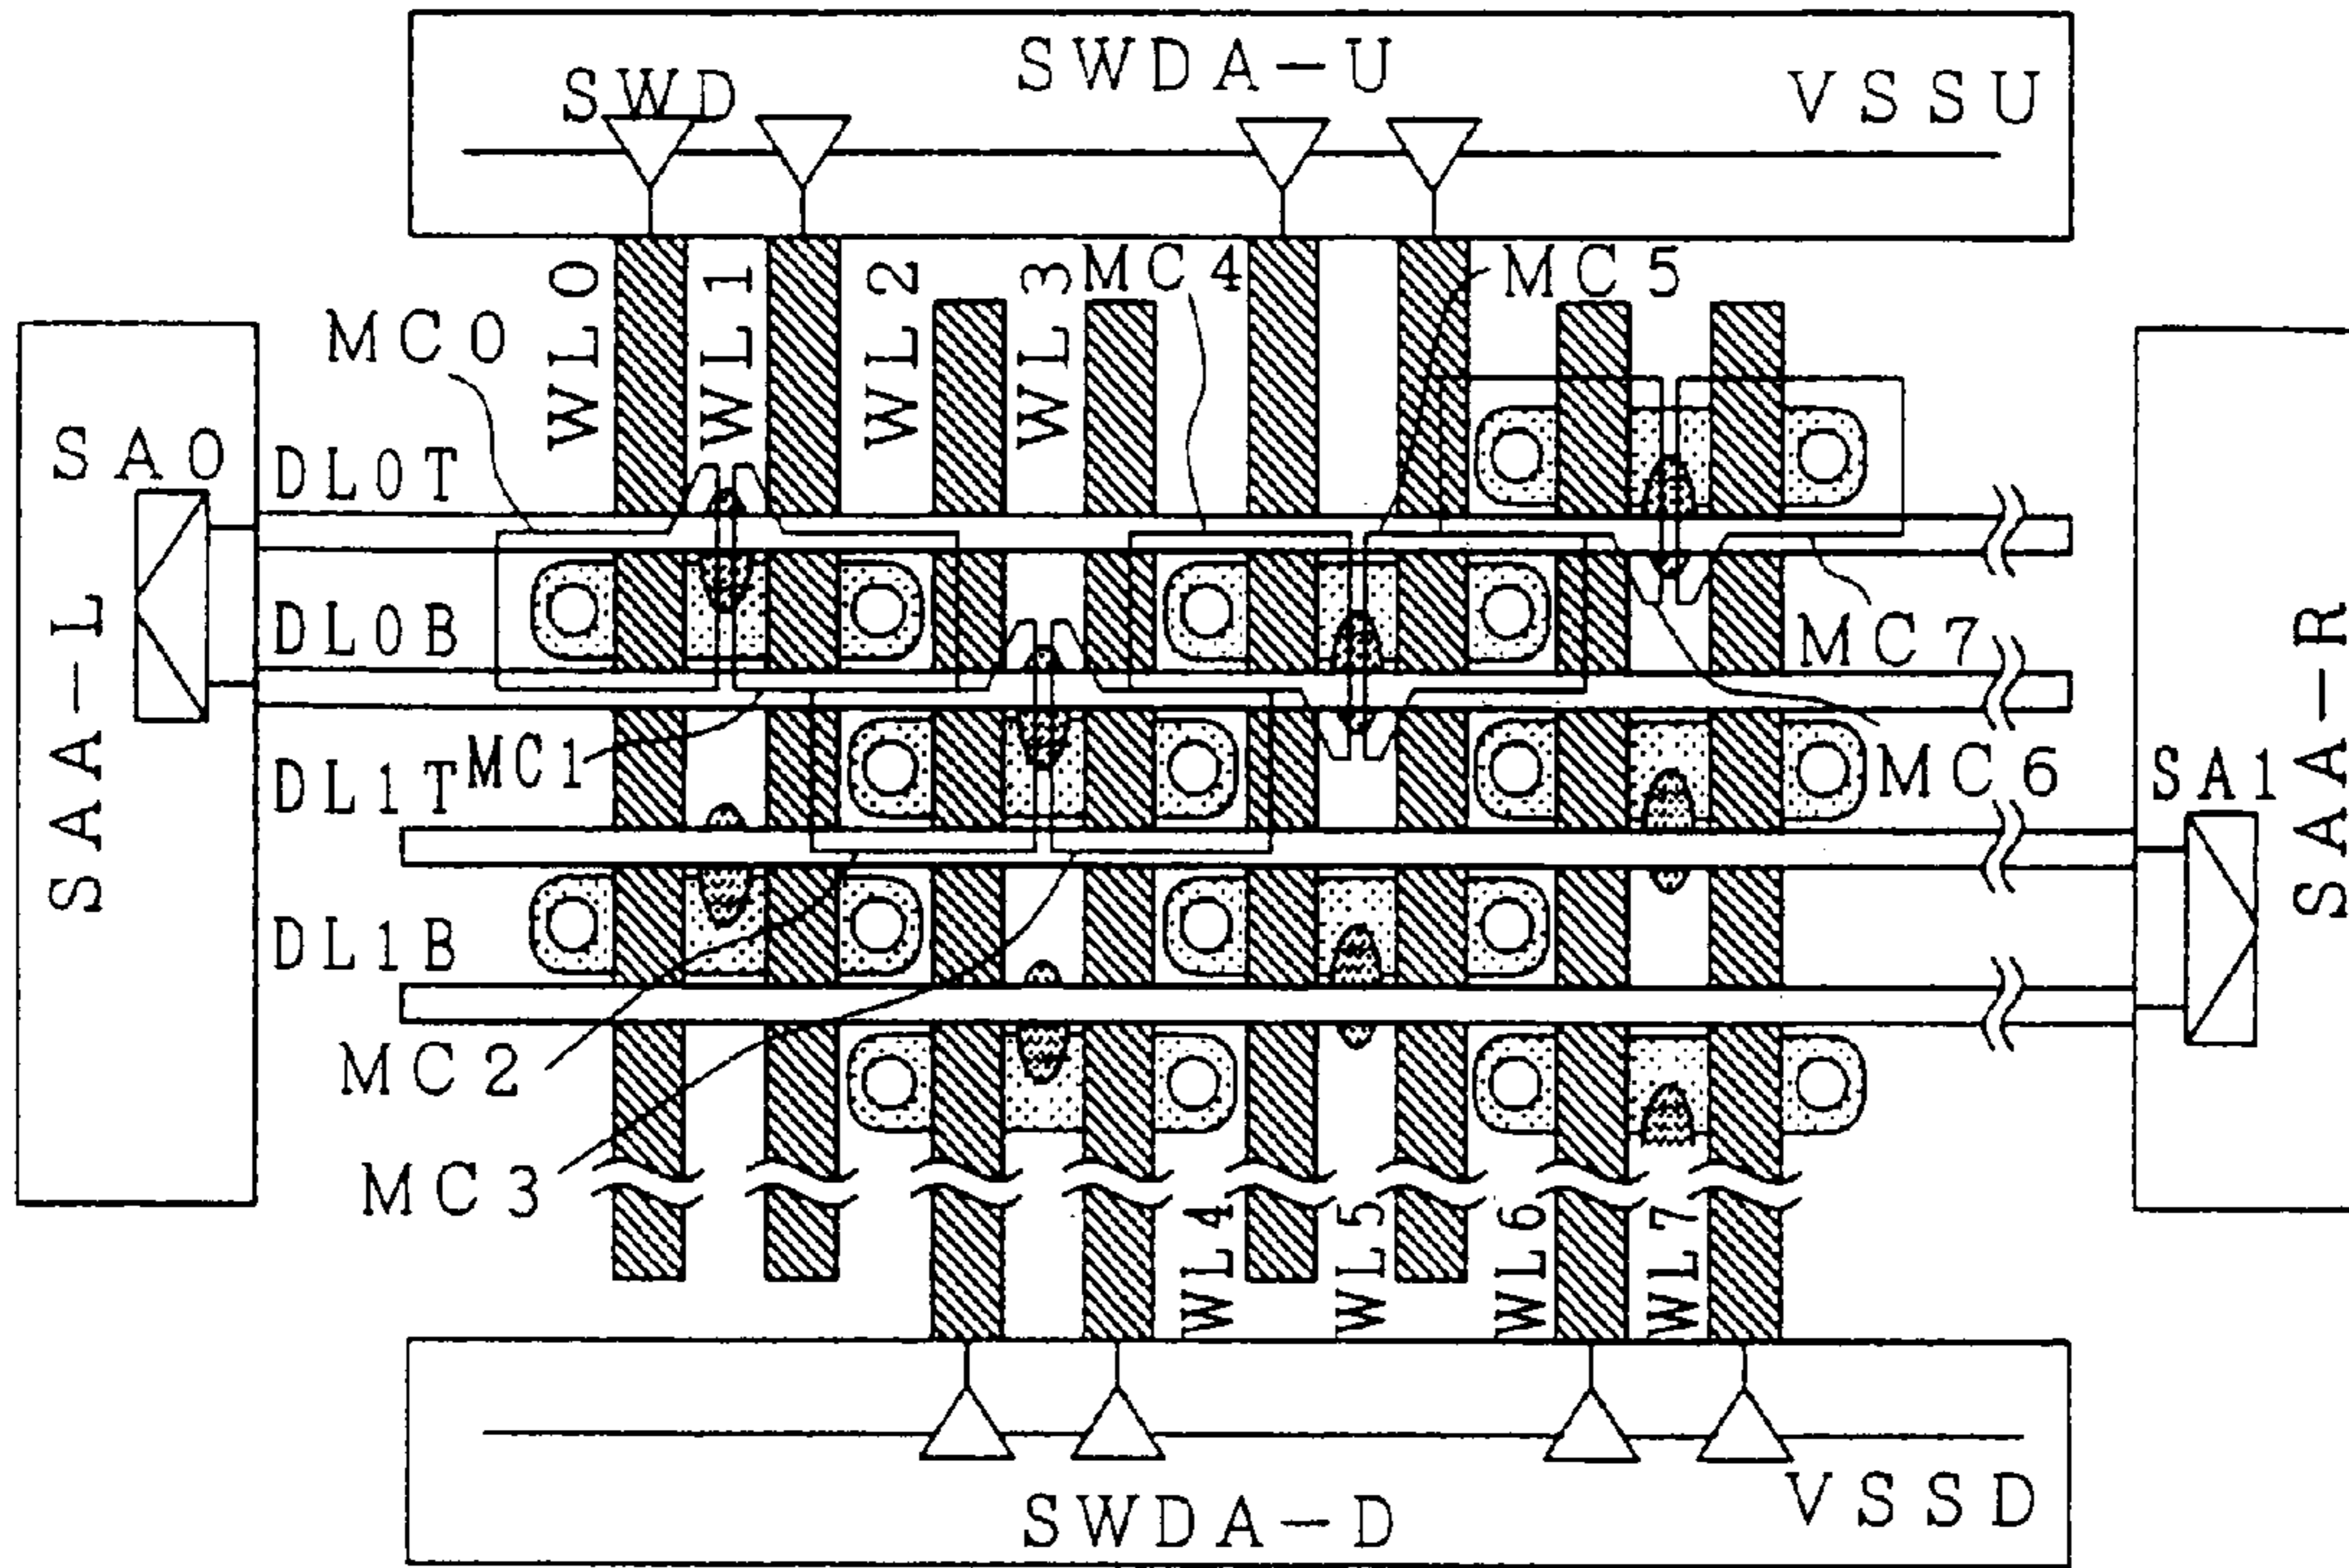 SWDA-U
SWD
VSSU
WL0
WL1
WL2
WL3
MC4
MC5
MC0
SA0
DL0T
SAA-L
DL0B
MC7
SAA-R
MC1
DL1T
MC6
SA1
DL1B
MC2
MC3
WL4
WL5
WL6
WL7
VSSD
SWDA-D